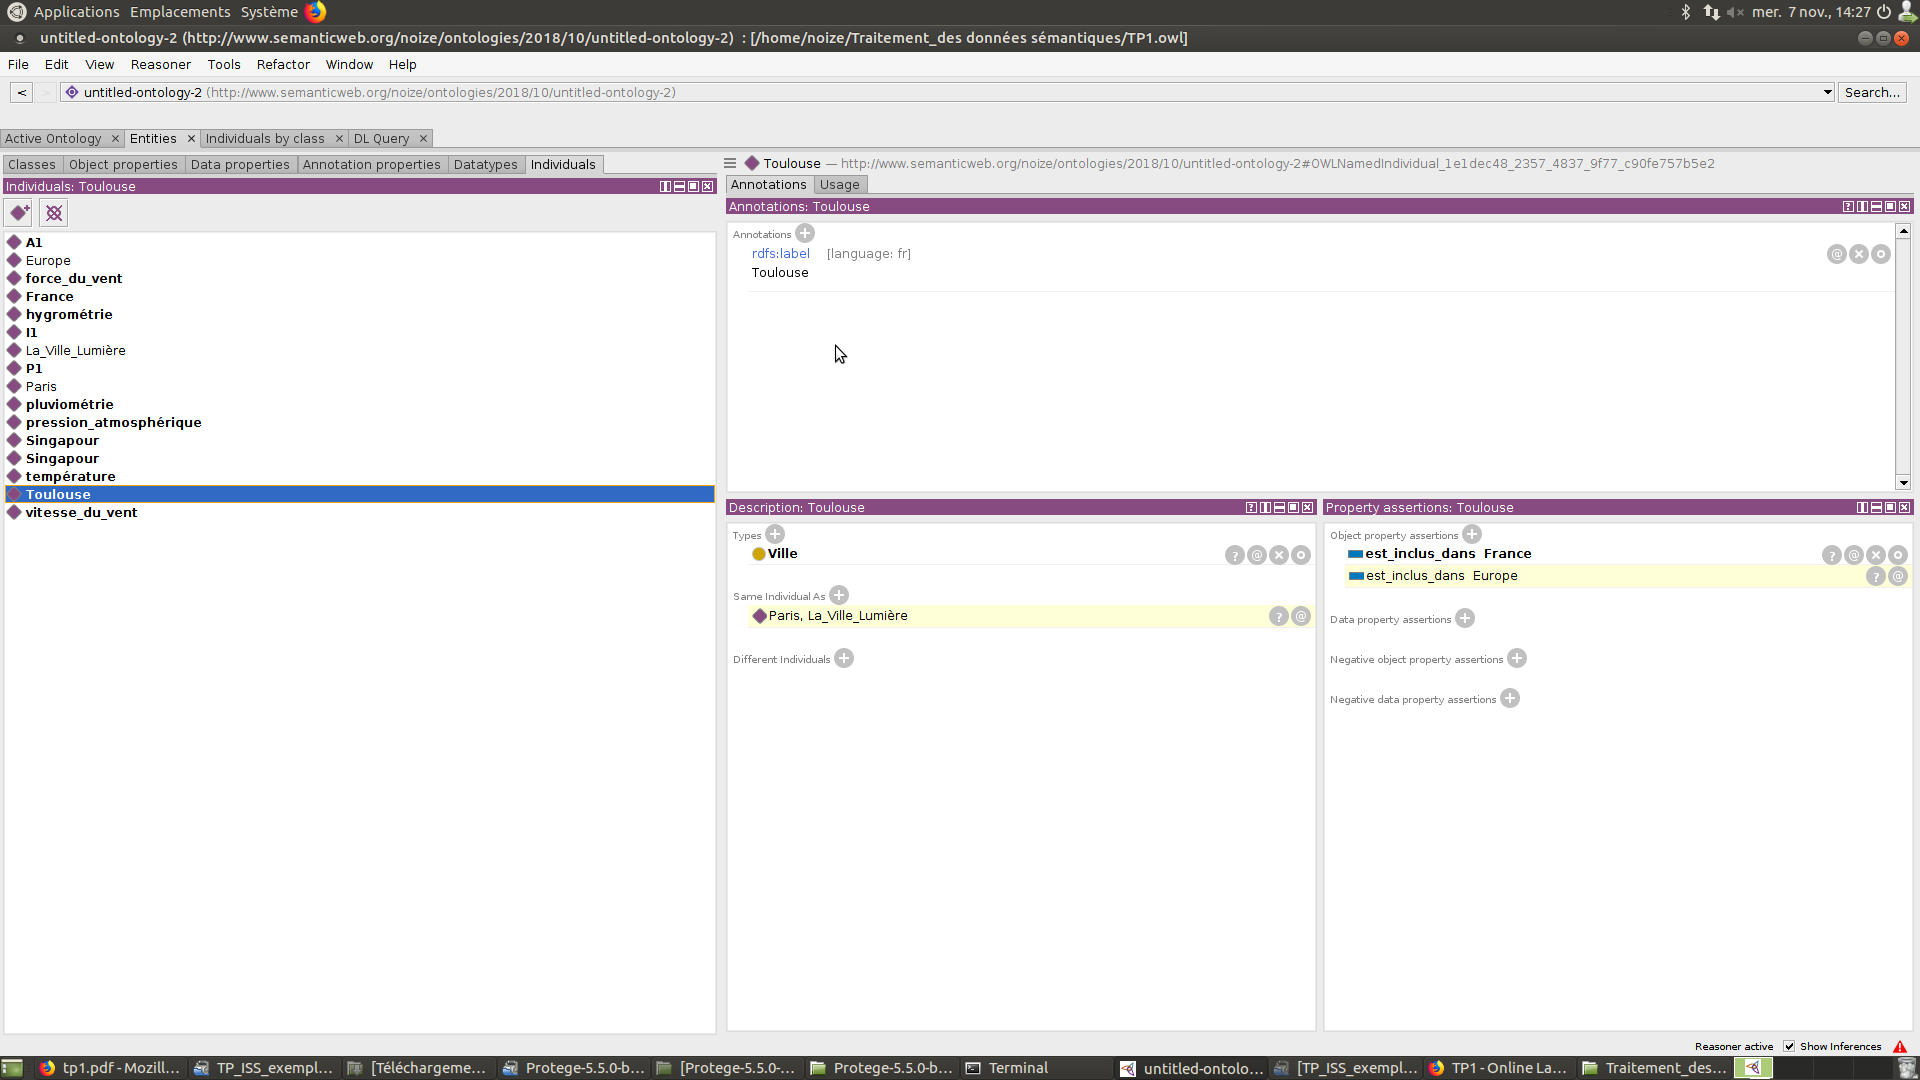 Applications Emplacements Système mer. 7 nov., 14:27
untitled-ontology-2 (http://www.semanticweb.org/noize/ontologies/2018/10/untitled-ontology-2) : [/home/noize/Traitement_des données sémantiques/TP1.owl]
File Edit View Reasoner Tools Refactor Window Help
< > untitled-ontology-2 (http://www.semanticweb.org/noize/ontologies/2018/10/untitled-ontology-2) Search...
Active Ontology × Entities × Individuals by class × DL Query ×
Classes Object properties Data properties Annotation properties Datatypes Individuals
Individuals: Toulouse
A1
Europe
force_du_vent
France
hygrométrie
I1
La_Ville_Lumière
P1
Paris
pluviométrie
pression_atmosphérique
Singapour
Singapour
température
Toulouse
vitesse_du_vent
Toulouse — http://www.semanticweb.org/noize/ontologies/2018/10/untitled-ontology-2#OWLNamedIndividual_1e1dec48_2357_4837_9f77_c90fe757b5e2
Annotations Usage
Annotations: Toulouse
Annotations
rdfs:label [language: fr]
Toulouse
Description: Toulouse
Types
Ville
Same Individual As
Paris, La_Ville_Lumière
Different Individuals
Property assertions: Toulouse
Object property assertions
est_inclus_dans France
est_inclus_dans Europe
Data property assertions
Negative object property assertions
Negative data property assertions
Reasoner active Show Inferences
tp1.pdf - Mozill... TP_ISS_exempl... [Téléchargeme... Protege-5.5.0-b... [Protege-5.5.0-... Protege-5.5.0-b... Terminal untitled-ontolo... [TP_ISS_exempl... TP1 - Online La... Traitement_des...